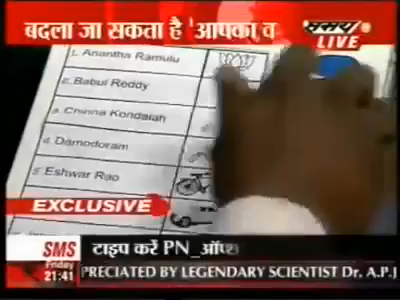 बदला जा सकता है 'आपका व
समय
LIVE
1. Anantha Ramulu
2. Babul Reddy
3. Chinna Kondaiah
4. Damodoram
5. Eshwar Rao
EXCLUSIVE
SMS
टाइप करें PN_ऑप्श
Friday
21:41
PRECIATED BY LEGENDARY SCIENTIST Dr. A.P.J